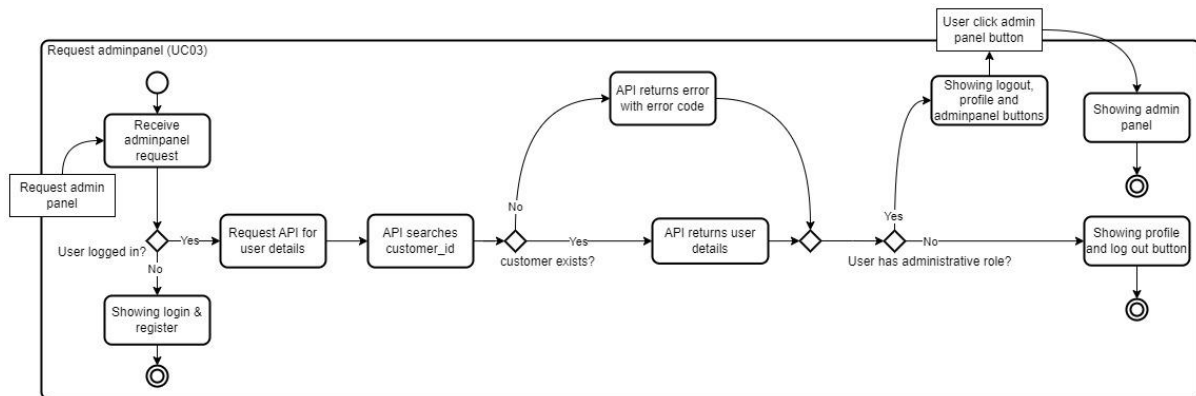 User click admin
panel button
Request adminpanel (UC03)
Receive
adminpanel
request
API returns error
with error code
Showing logout,
profile and
adminpanel buttons
Showing admin
panel
Request admin
panel
No
Yes
User logged in?
Yes
Request API for
user details
API searches
customer_id
customer exists?
Yes
API returns user
details
User has administrative role?
No
Showing profile
and log out button
No
Showing login &
register